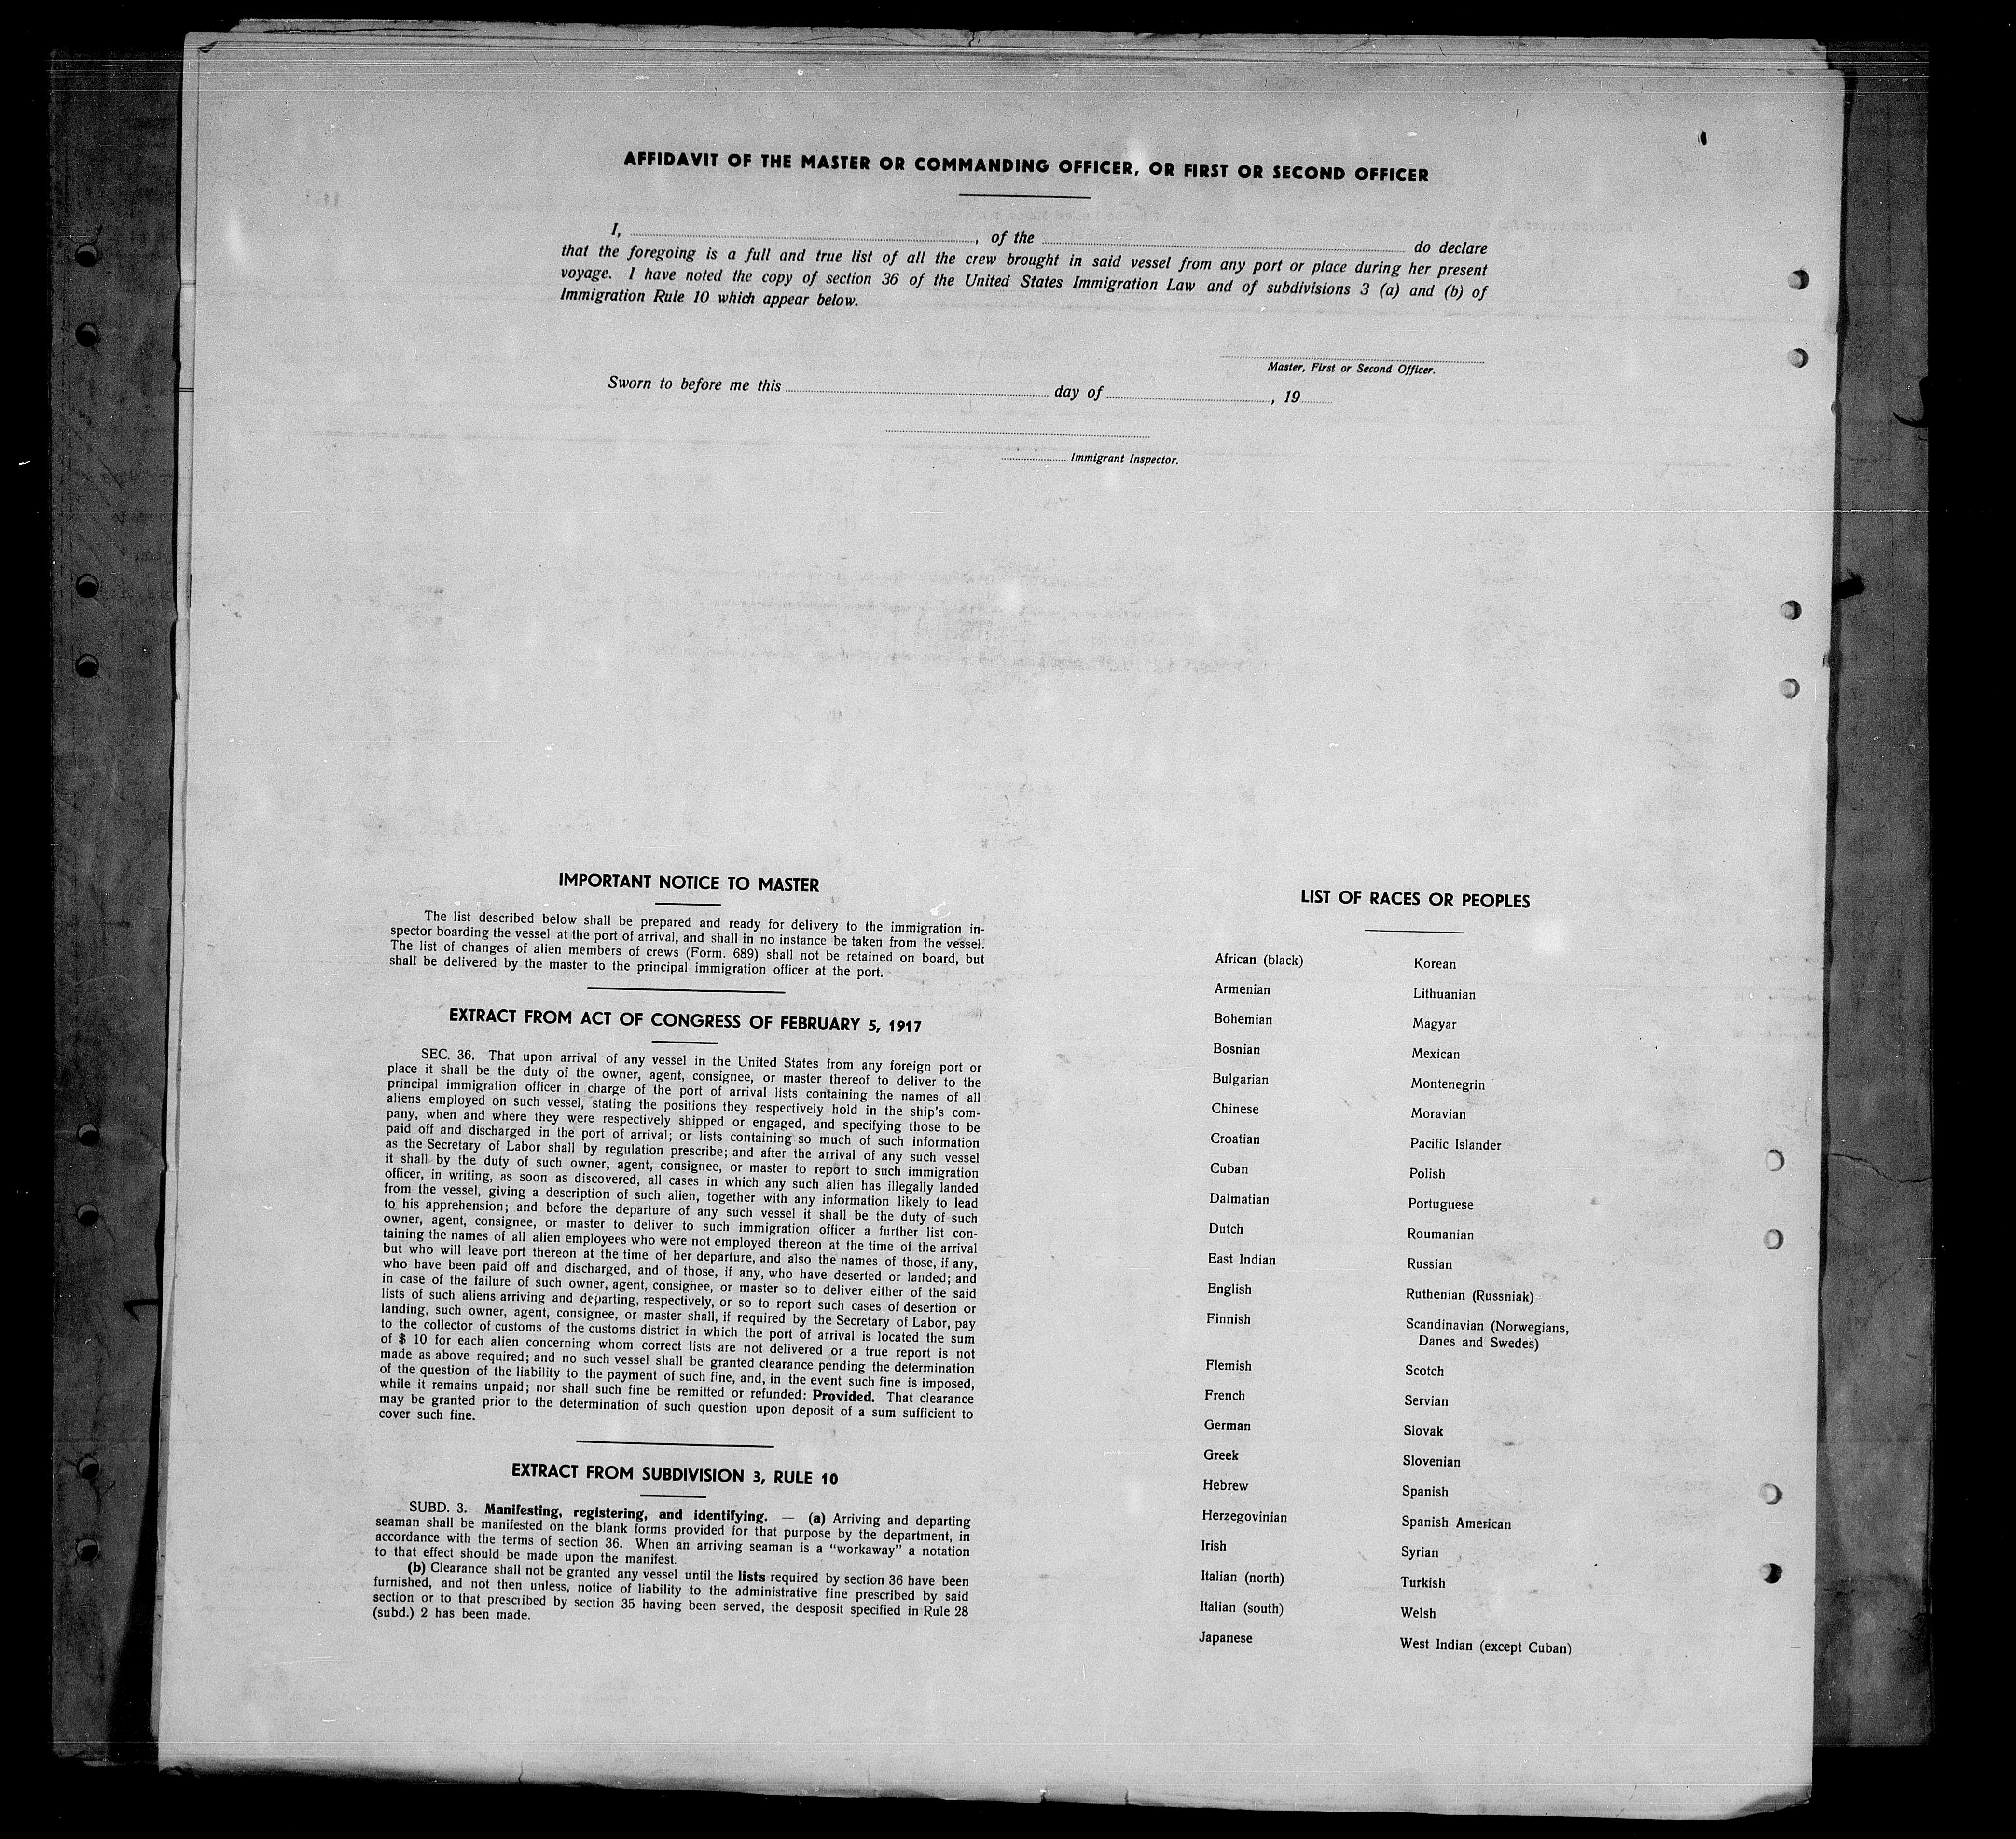 AFFIDAVIT OF THE MASTER OR COMMANDING OFFICER, OR FIRST OR SECOND OFFICER
I, , of the do declare
that the foregoing is a full and true list of all the crew brought in said vessel from any port or place during her present
voyage. I have noted the copy of section 36 of the United States Immigration Law and of subdivisions 3 (a) and (b) of
Immigration Rule 10 which appear below.
Master, First or Second Officer.
Sworn to before me this day of , 19
Immigrant Inspector.
IMPORTANT NOTICE TO MASTER
The list described below shall be prepared and ready for delivery to the immigration in-
spector boarding the vessel at the port of arrival, and shall in no instance be taken from the vessel.
The list of changes of alien members of crews (Form. 689) shall not be retained on board, but
shall be delivered by the master to the principal immigration officer at the port.
EXTRACT FROM ACT OF CONGRESS OF FEBRUARY 5, 1917
SEC. 36. That upon arrival of any vessel in the United States from any foreign port or
place it shall be the duty of the owner, agent, consignee, or master thereof to deliver to the
principal immigration officer in charge of the port of arrival lists containing the names of all
aliens employed on such vessel, stating the positions they respectively hold in the ship's com-
pany, when and where they were respectively shipped or engaged, and specifying those to be
paid off and discharged in the port of arrival; or lists containing so much of such information
as the Secretary of Labor shall by regulation prescribe; and after the arrival of any such vessel
it shall by the duty of such owner, agent, consignee, or master to report to such immigration
officer, in writing, as soon as discovered, all cases in which any such alien has illegally landed
from the vessel, giving a description of such alien, together with any information likely to lead
to his apprehension; and before the departure of any such vessel it shall be the duty of such
owner, agent, consignee, or master to deliver to such immigration officer a further list con-
taining the names of all alien employees who were not employed thereon at the time of the arrival
but who will leave port thereon at the time of her departure, and also the names of those, if any,
who have been paid off and discharged, and of those, if any, who have deserted or landed; and
in case of the failure of such owner, agent, consignee, or master so to deliver either of the said
lists of such aliens arriving and departing, respectively, or so to report such cases of desertion or
landing, such owner, agent, consignee, or master shall, if required by the Secretary of Labor, pay
to the collector of customs of the customs district in which the port of arrival is located the sum
of $ 10 for each alien concerning whom correct lists are not delivered or a true report is not
made as above required; and no such vessel shall be granted clearance pending the determination
of the question of the liability to the payment of such fine, and, in the event such fine is imposed,
while it remains unpaid; nor shall such fine be remitted or refunded: Provided. That clearance
may be granted prior to the determination of such question upon deposit of a sum sufficient to
cover such fine.
EXTRACT FROM SUBDIVISION 3, RULE 10
SUBD. 3. Manifesting, registering, and identifying. — (a) Arriving and departing
seaman shall be manifested on the blank forms provided for that purpose by the department, in
accordance with the terms of section 36. When an arriving seaman is a "workaway" a notation
to that effect should be made upon the manifest.
(b) Clearance shall not be granted any vessel until the lists required by section 36 have been
furnished, and not then unless, notice of liability to the administrative fine prescribed by said
section or to that prescribed by section 35 having been served, the desposit specified in Rule 28
(subd.) 2 has been made.
LIST OF RACES OR PEOPLES
African (black)
Armenian
Bohemian
Bosnian
Bulgarian
Chinese
Croatian
Cuban
Dalmatian
Dutch
East Indian
English
Finnish
Flemish
French
German
Greek
Hebrew
Herzegovinian
Irish
Italian (north)
Italian (south)
Japanese
Korean
Lithuanian
Magyar
Mexican
Montenegrin
Moravian
Pacific Islander
Polish
Portuguese
Roumanian
Russian
Ruthenian (Russniak)
Scandinavian (Norwegians,
Danes and Swedes)
Scotch
Servian
Slovak
Slovenian
Spanish
Spanish American
Syrian
Turkish
Welsh
West Indian (except Cuban)